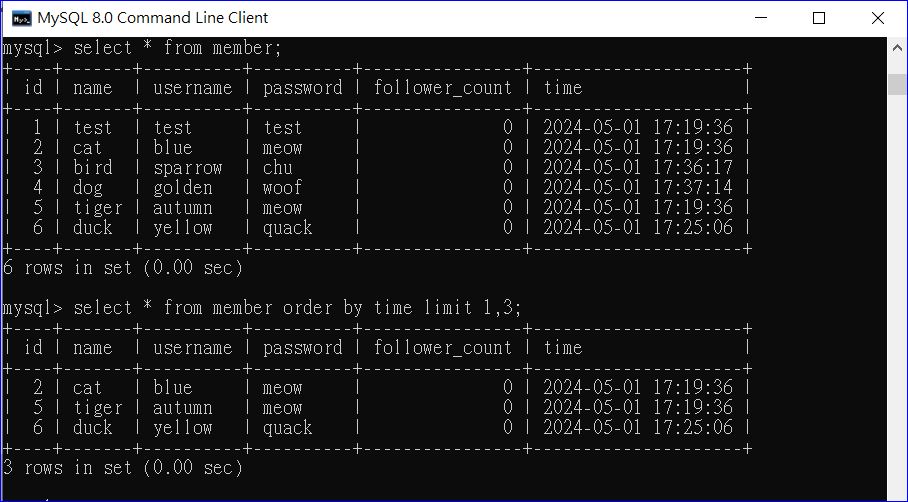 MySQL 8.0 Command Line Client
mysql> select * from member;
+----+-------+----------+----------+----------------+---------------------+
| id | name  | username | password | follower_count | time                |
+----+-------+----------+----------+----------------+---------------------+
|  1 | test  | test     | test     |              0 | 2024-05-01 17:19:36 |
|  2 | cat   | blue     | meow     |              0 | 2024-05-01 17:19:36 |
|  3 | bird  | sparrow  | chu      |              0 | 2024-05-01 17:36:17 |
|  4 | dog   | golden   | woof     |              0 | 2024-05-01 17:37:14 |
|  5 | tiger | autumn   | meow     |              0 | 2024-05-01 17:19:36 |
|  6 | duck  | yellow   | quack    |              0 | 2024-05-01 17:25:06 |
+----+-------+----------+----------+----------------+---------------------+
6 rows in set (0.00 sec)
mysql> select * from member order by time limit 1,3;
+----+-------+----------+----------+----------------+---------------------+
| id | name  | username | password | follower_count | time                |
+----+-------+----------+----------+----------------+---------------------+
|  2 | cat   | blue     | meow     |              0 | 2024-05-01 17:19:36 |
|  5 | tiger | autumn   | meow     |              0 | 2024-05-01 17:19:36 |
|  6 | duck  | yellow   | quack    |              0 | 2024-05-01 17:25:06 |
+----+-------+----------+----------+----------------+---------------------+
3 rows in set (0.00 sec)